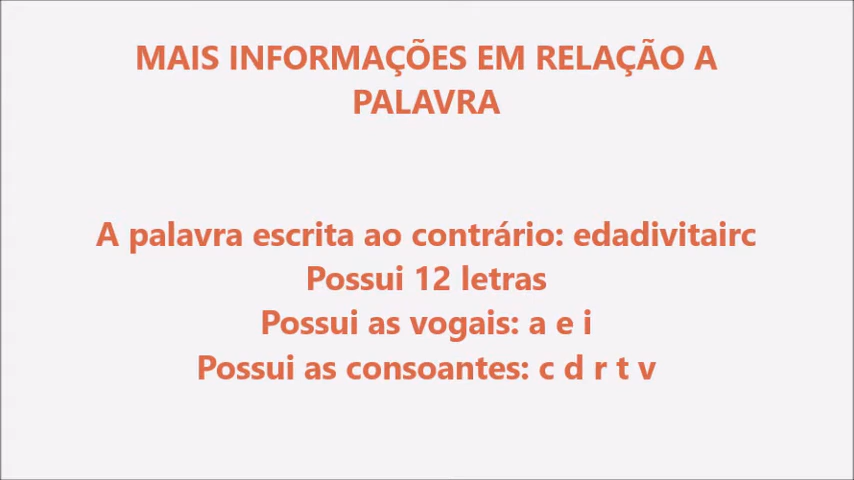 MAIS INFORMAÇÕES EM RELAÇÃO A
PALAVRA
A palavra escrita ao contrário: edadivitairc
Possui 12 letras
Possui as vogais: a e i
Possui as consoantes: c d r t v